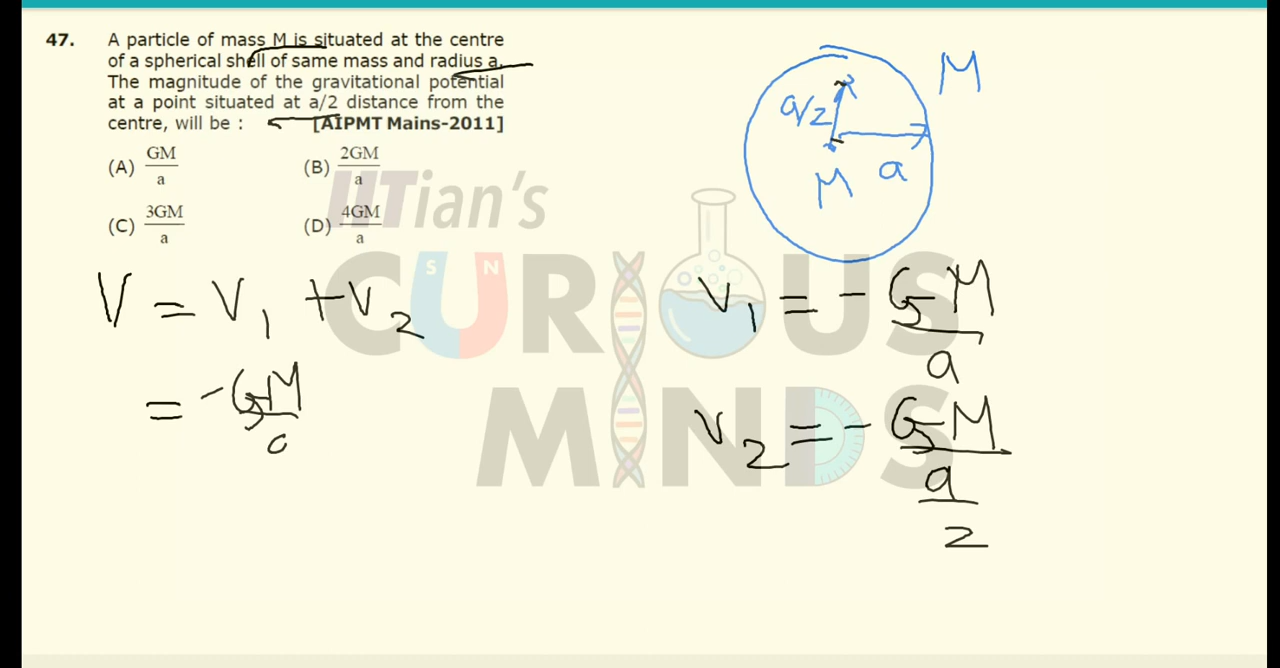 47. A particle of mass M is situated at the centre
of a spherical shell of same mass and radius a.
The magnitude of the gravitational potential
at a point situated at a/2 distance from the
centre, will be : [AIPMT Mains-2011]
(A) GM/a (B) 2GM/a
(C) 3GM/a (D) 4GM/a
M
a/2
M a
IITian's
CURIOUS
S N
MINDS
V = V₁ + V₂
= -GM/a
V₁ = - GM/a
V₂ = - GM/(a/2)